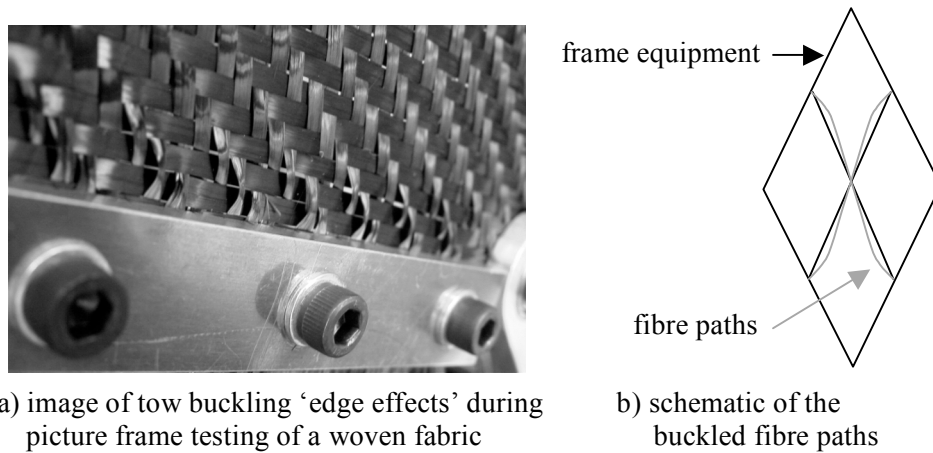 frame equipment
fibre paths
a) image of tow buckling ‘edge effects’ during
picture frame testing of a woven fabric
b) schematic of the
buckled fibre paths